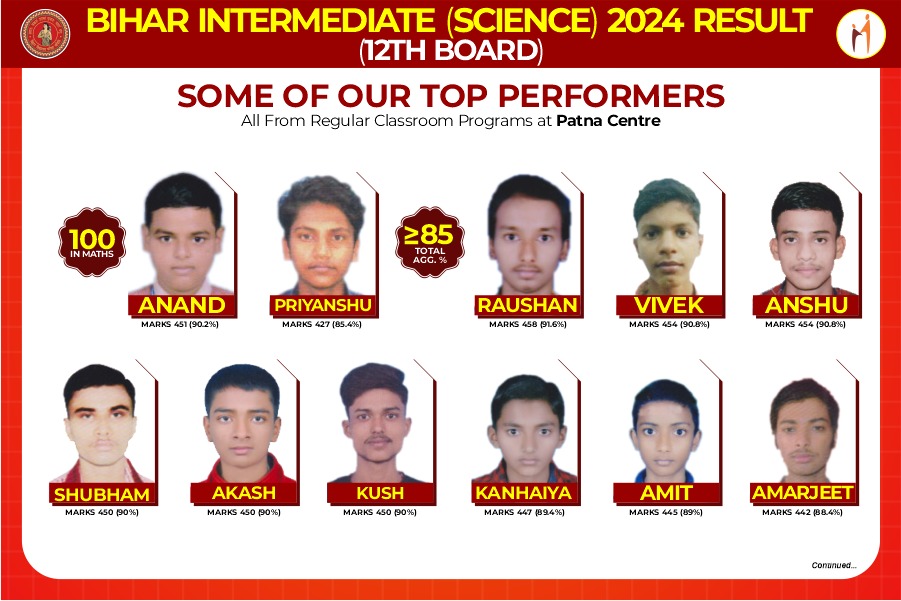 BIHAR INTERMEDIATE (SCIENCE) 2024 RESULT
(12TH BOARD)
SOME OF OUR TOP PERFORMERS
All From Regular Classroom Programs at Patna Centre
100
IN MATHS
ANAND
MARKS 451 (90.2%)
PRIYANSHU
MARKS 427 (85.4%)
≥85
TOTAL
AGG. %
RAUSHAN
MARKS 458 (91.6%)
VIVEK
MARKS 454 (90.8%)
ANSHU
MARKS 454 (90.8%)
SHUBHAM
MARKS 450 (90%)
AKASH
MARKS 450 (90%)
KUSH
MARKS 450 (90%)
KANHAIYA
MARKS 447 (89.4%)
AMIT
MARKS 445 (89%)
AMARJEET
MARKS 442 (88.4%)
Continued...